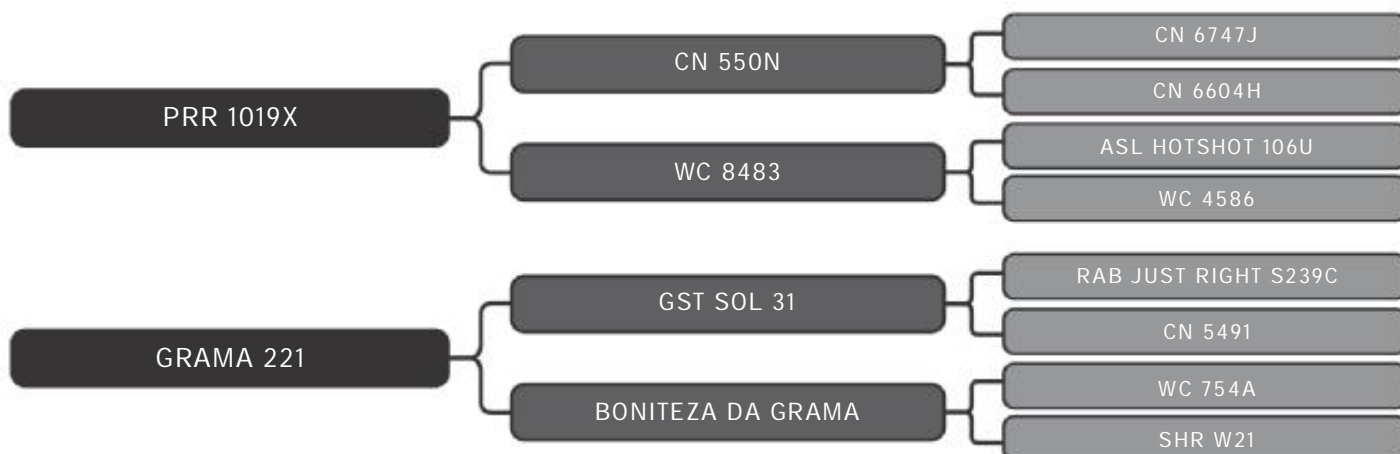 CN 6747J
CN 550N
CN 6604H
PRR 1019X
ASL HOTSHOT 106U
WC 8483
WC 4586
RAB JUST RIGHT S239C
GST SOL 31
CN 5491
GRAMA 221
WC 754A
BONITEZA DA GRAMA
SHR W21